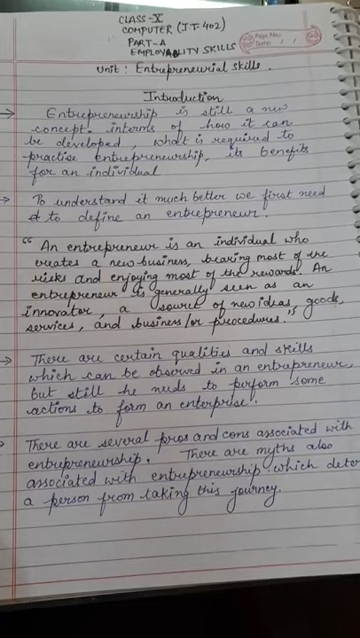 CLASS-X
COMPUTER (I.T-402)
PART-A
EMPLOYABILITY SKILLS
Page No.:
Date: / /
Unit: Entrepreneurial Skills.
Introduction
→ Entrepreneurship is still a new
concept interms of how it can
be developed, what is required to
practise entrepreneurship, its benefits
for an individual
→ To understand it much better we first need
to define an entrepreneur.
"An entrepreneur is an individual who
creates a new business, bearing most of the
risks and enjoying most of the rewards. An
entrepreneur is generally seen as an
innovator, a source of new ideas, goods,
services, and business/or procedures."
→ There are certain qualities and skills
which can be observed in an entrepreneur,
but still he needs to perform some
actions to form an enterprise.
→ There are several pros and cons associated with
entrepreneurship. There are myths also
associated with entrepreneurship which deter
a person from taking this journey.